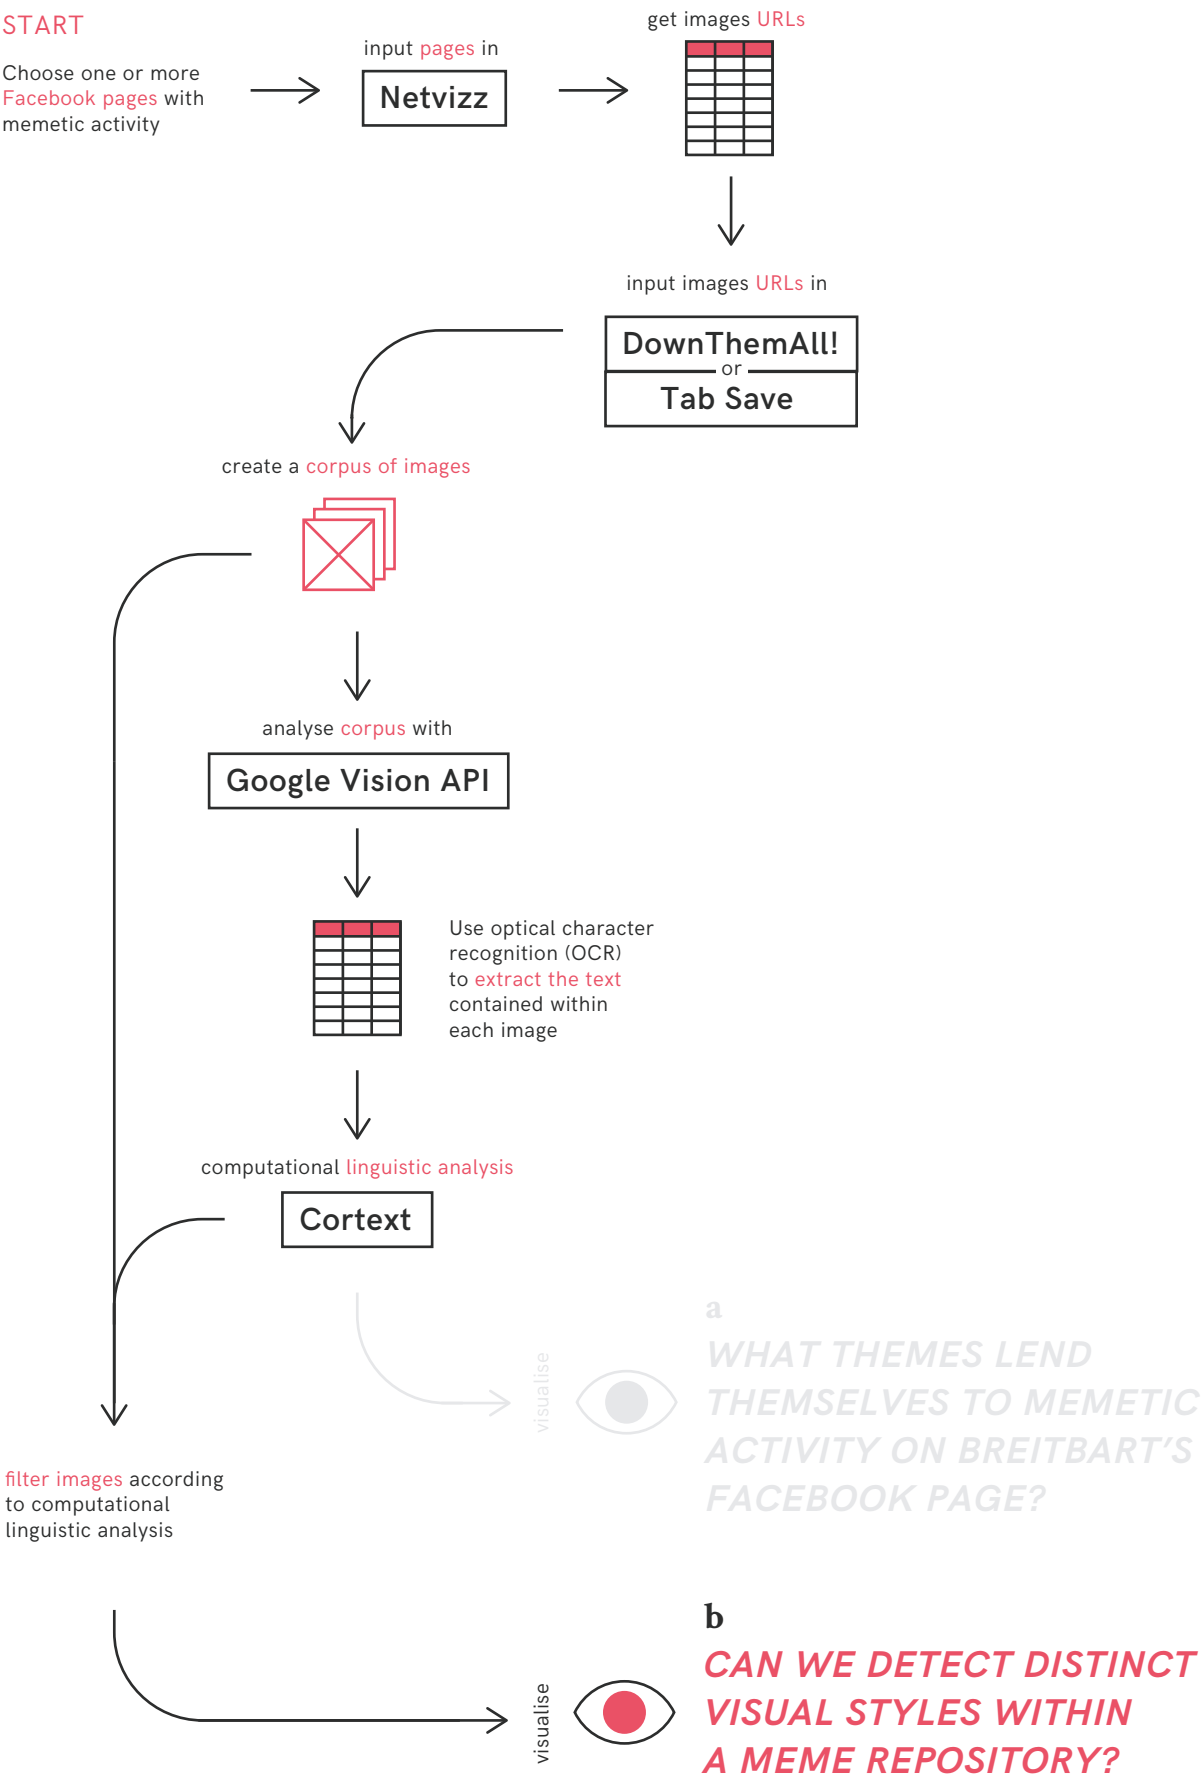 START
Choose one or more
Facebook pages with
memetic activity
input pages in
Netvizz
get images URLs
input images URLs in
DownThemAll!
or
Tab Save
create a corpus of images
analyse corpus with
Google Vision API
Use optical character
recognition (OCR)
to extract the text
contained within
each image
computational linguistic analysis
Cortext
visualise
a
WHAT THEMES LEND
THEMSELVES TO MEMETIC
ACTIVITY ON BREITBART’S
FACEBOOK PAGE?
filter images according
to computational
linguistic analysis
visualise
b
CAN WE DETECT DISTINCT
VISUAL STYLES WITHIN
A MEME REPOSITORY?